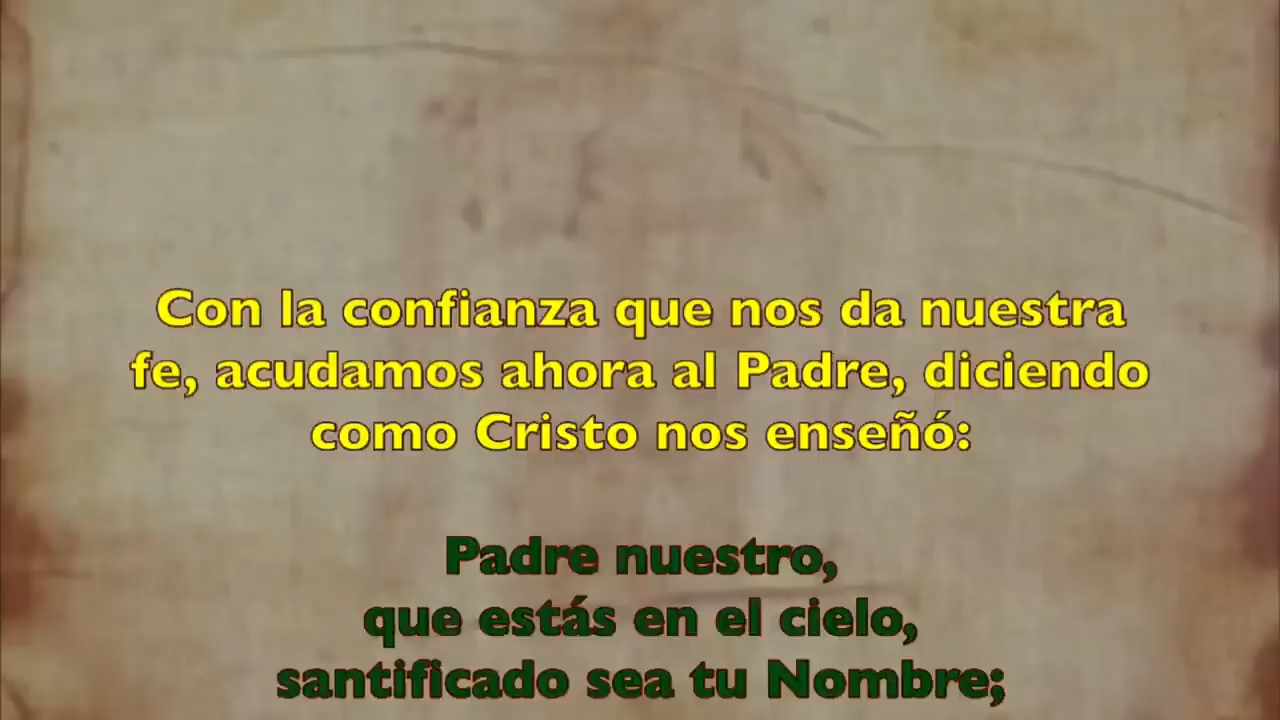 Con la confianza que nos da nuestra
fe, acudamos ahora al Padre, diciendo
como Cristo nos enseñó:
Padre nuestro,
que estás en el cielo,
santificado sea tu Nombre;